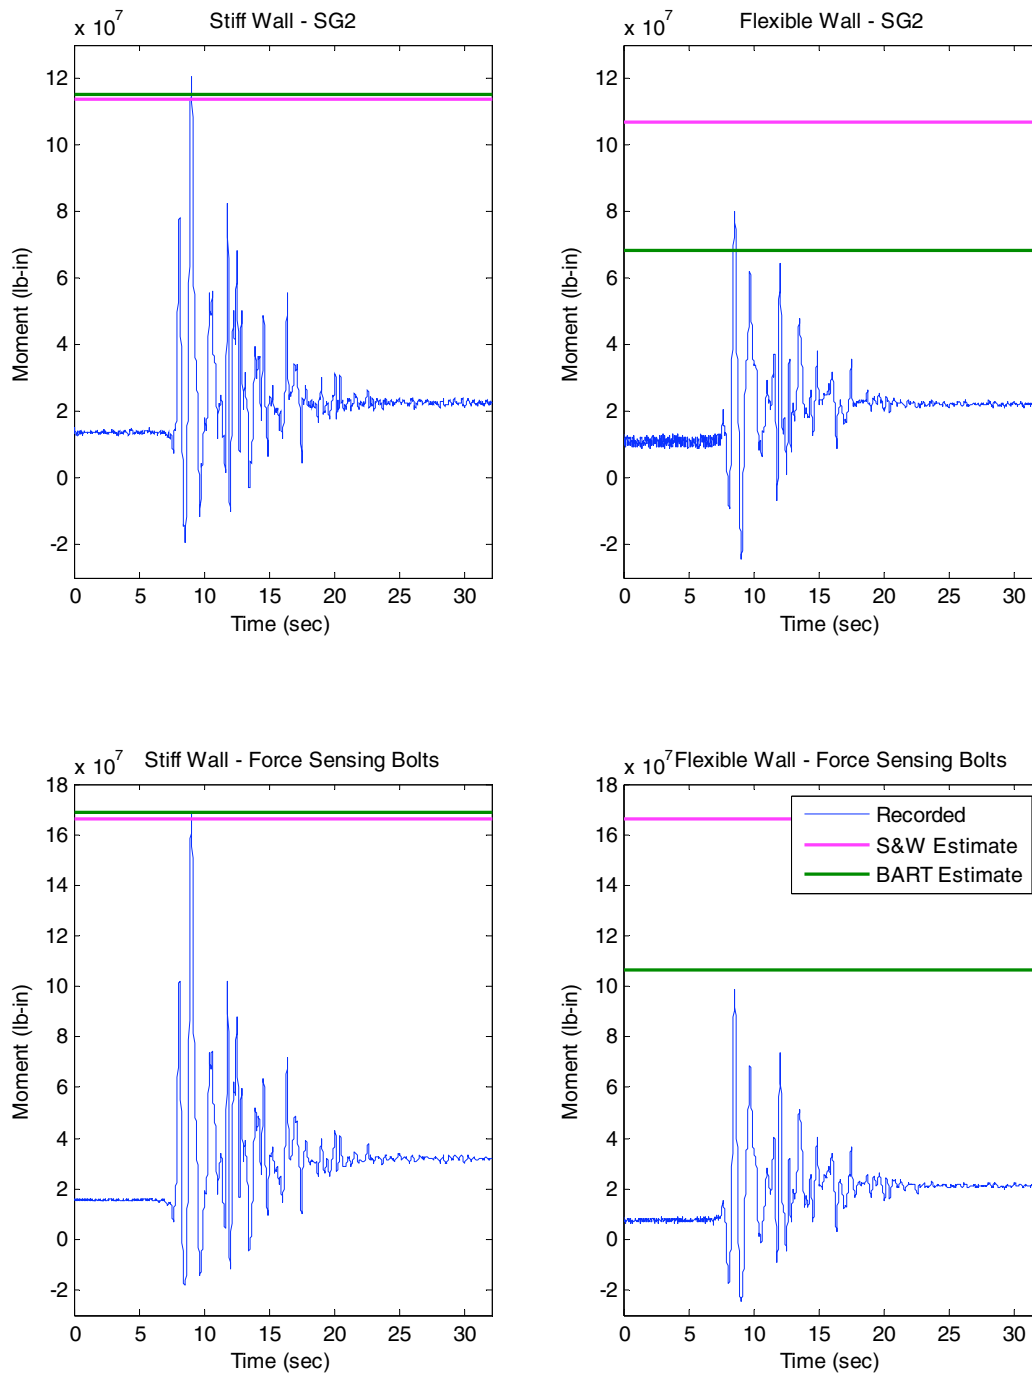 x 10^7
Stiff Wall - SG2
12
10
8
6
4
2
0
-2
Moment (lb-in)
0 5 10 15 20 25 30
Time (sec)
x 10^7
Flexible Wall - SG2
12
10
8
6
4
2
0
-2
Moment (lb-in)
0 5 10 15 20 25 30
Time (sec)
x 10^7
Stiff Wall - Force Sensing Bolts
18
16
14
12
10
8
6
4
2
0
-2
Moment (lb-in)
0 5 10 15 20 25 30
Time (sec)
x 10^7
Flexible Wall - Force Sensing Bolts
18
16
14
12
10
8
6
4
2
0
-2
Moment (lb-in)
Recorded
S&W Estimate
BART Estimate
0 5 10 15 20 25 30
Time (sec)